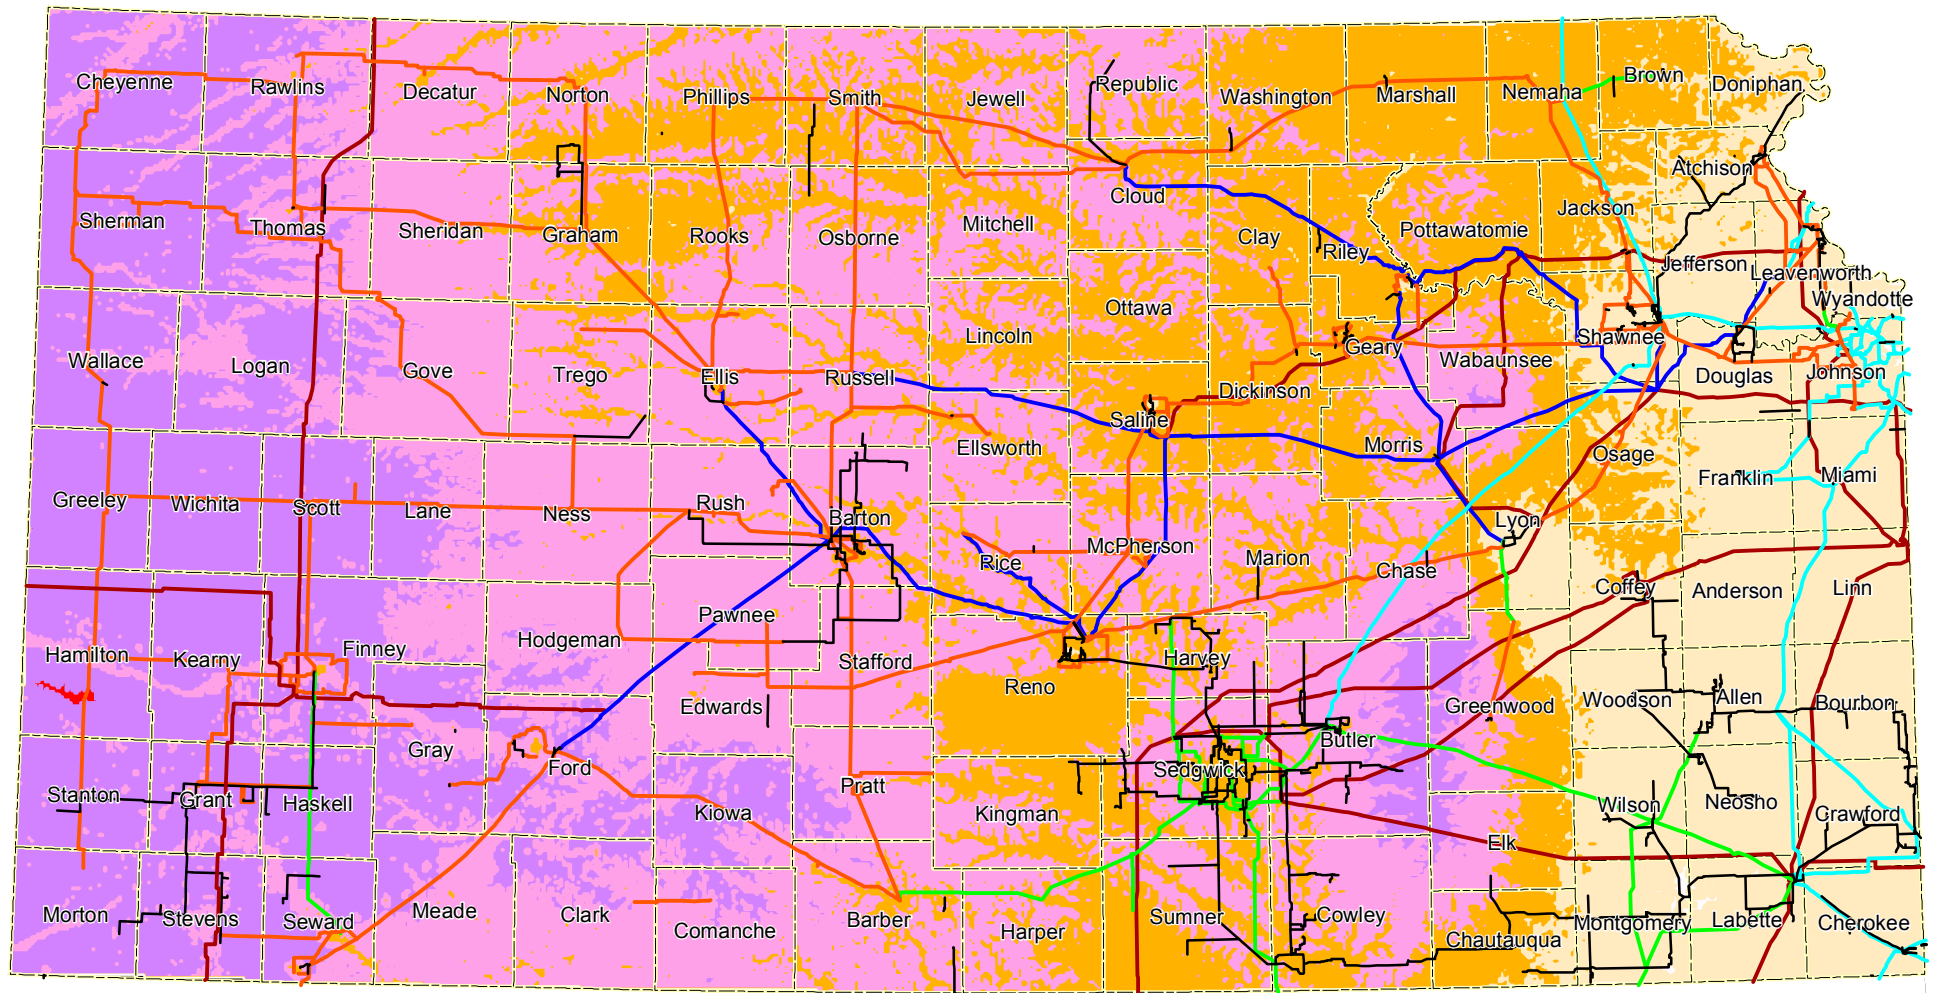 Cheyenne
Rawlins
Decatur
Norton
Phillips
Smith
Jewell
Republic
Washington
Marshall
Nemaha
Brown
Doniphan
Atchison
Sherman
Thomas
Sheridan
Graham
Rooks
Osborne
Mitchell
Cloud
Clay
Riley
Pottawatomie
Jackson
Jefferson
Leavenworth
Wyandotte
Ottawa
Lincoln
Wallace
Logan
Gove
Trego
Ellis
Russell
Saline
Dickinson
Geary
Wabaunsee
Shawnee
Douglas
Johnson
Ellsworth
Morris
Osage
Franklin
Miami
Greeley
Wichita
Scott
Lane
Ness
Rush
Barton
Rice
McPherson
Marion
Chase
Lyon
Coffey
Anderson
Linn
Hamilton
Kearny
Finney
Hodgeman
Pawnee
Stafford
Reno
Harvey
Edwards
Gray
Ford
Butler
Greenwood
Woodson
Allen
Bourbon
Stanton
Grant
Haskell
Kiowa
Pratt
Kingman
Sedgwick
Elk
Wilson
Neosho
Crawford
Morton
Stevens
Seward
Meade
Clark
Comanche
Barber
Harper
Sumner
Cowley
Chautauqua
Montgomery
Labette
Cherokee